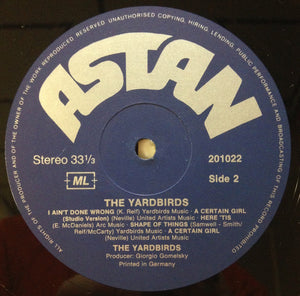 ALL RIGHTS OF THE MANUFACTURER AND OF THE OWNER OF THE WORK REPRODUCED RESERVED UNAUTHORISED COPYING, HIRING, LENDING, PUBLIC PERFORMANCE AND BROADCASTING OF THIS RECORD PROHIBITED
ASTAN
Stereo 33⅓
201022
ML
Side 2
THE YARDBIRDS
I AIN'T DONE WRONG (K. Relf) Yardbirds Music · A CERTAIN GIRL
(Studio Version) (Neville) United Artists Music · HERE 'TIS
(E. McDaniels) Arc Music · SHAPE OF THINGS (Samwell - Smith/
Relf/McCarty) Yardbirds Music · A CERTAIN GIRL
(Neville) United Artists Music
THE YARDBIRDS
Producer: Giorgio Gomelsky
Printed in Germany